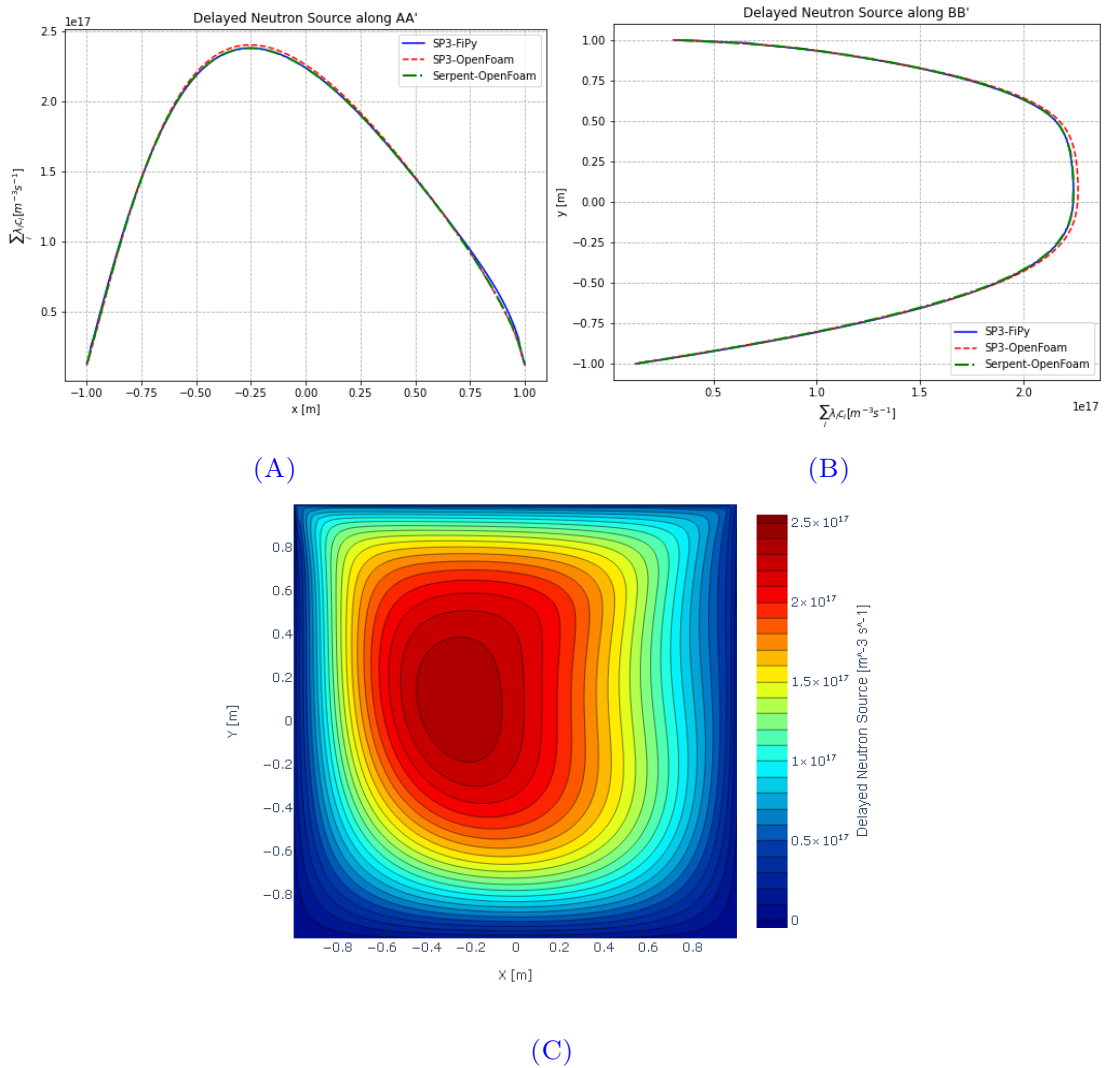 Delayed Neutron Source along AA'
1e17
2.5
2.0
1.5
1.0
0.5
∑λᵢcᵢ[m⁻³s⁻¹]
i
SP3-FiPy
SP3-OpenFoam
Serpent-OpenFoam
−1.00 −0.75 −0.50 −0.25 0.00 0.25 0.50 0.75 1.00
x [m]
(A)
Delayed Neutron Source along BB'
1.00
0.75
0.50
0.25
0.00
−0.25
−0.50
−0.75
−1.00
y [m]
SP3-FiPy
SP3-OpenFoam
Serpent-OpenFoam
0.5 1.0 1.5 2.0
1e17
∑λᵢcᵢ[m⁻³s⁻¹]
i
(B)
0.8
0.6
0.4
0.2
0
−0.2
−0.4
−0.6
−0.8
Y [m]
−0.8 −0.6 −0.4 −0.2 0 0.2 0.4 0.6 0.8
X [m]
2.5×10¹⁷
2×10¹⁷
1.5×10¹⁷
1×10¹⁷
0.5×10¹⁷
0
Delayed Neutron Source [m^-3 s^-1]
(C)